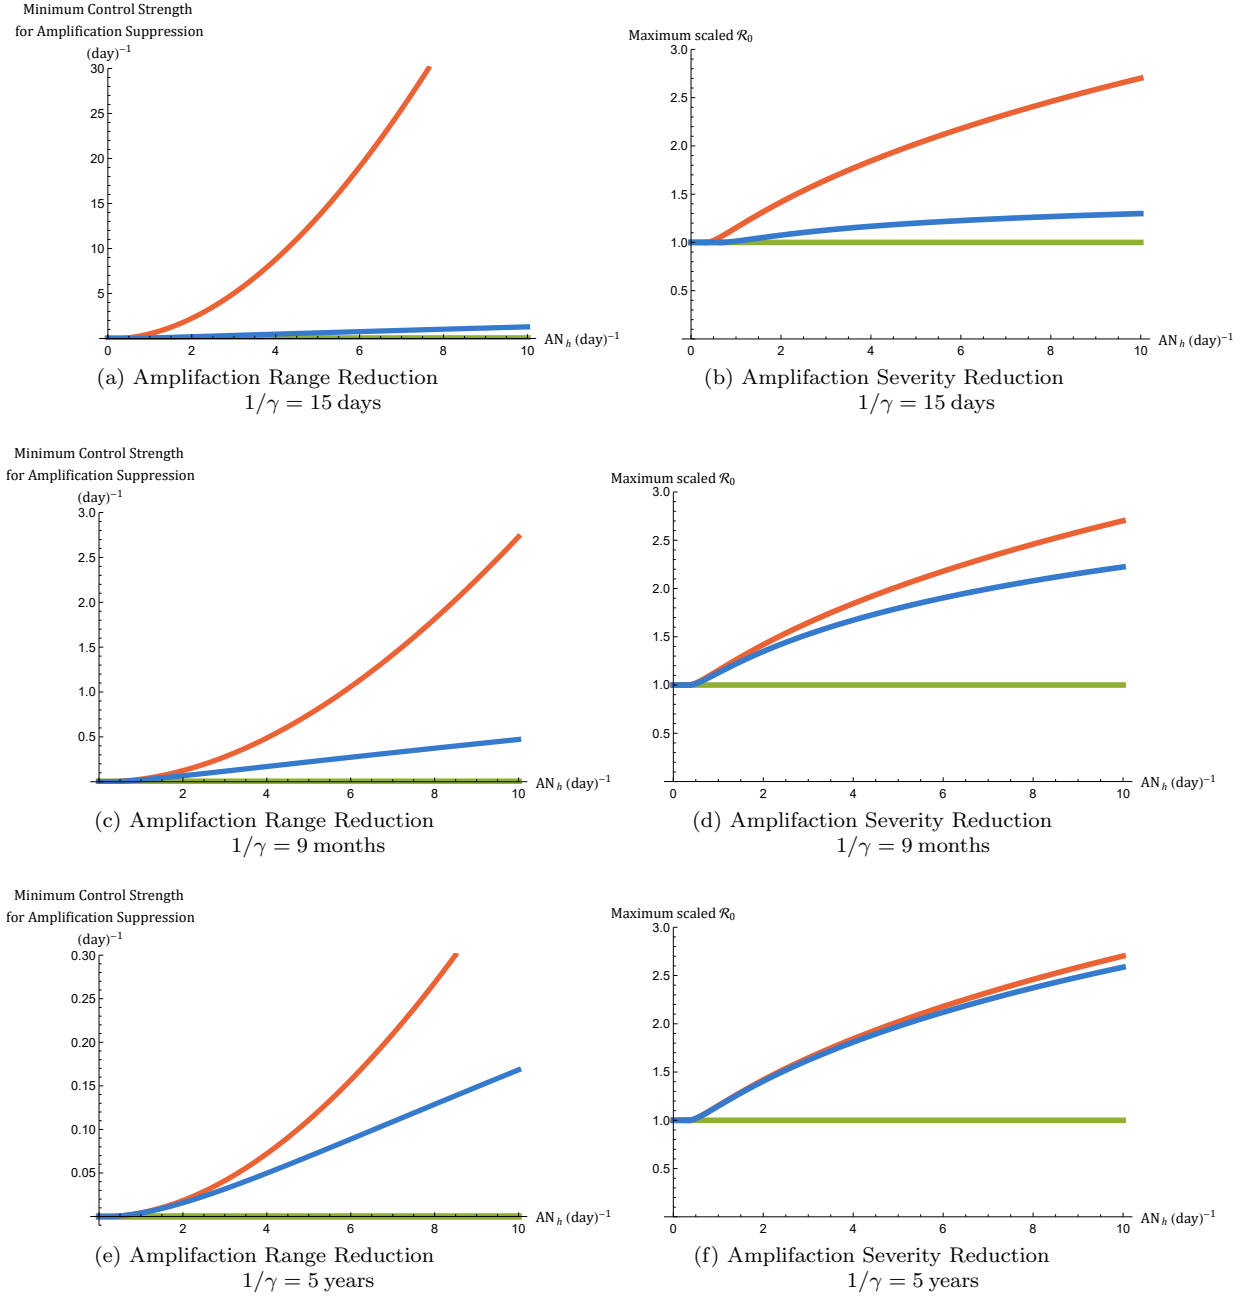 Minimum Control Strength
for Amplification Suppression
(day)⁻¹
30
25
20
15
10
5
0 2 4 6 8 10
AN h (day)⁻¹
(a) Amplifaction Range Reduction
1/γ = 15 days
Maximum scaled ℛ₀
3.0
2.5
2.0
1.5
1.0
0.5
0 2 4 6 8 10
AN h (day)⁻¹
(b) Amplifaction Severity Reduction
1/γ = 15 days
Minimum Control Strength
for Amplification Suppression
(day)⁻¹
3.0
2.5
2.0
1.5
1.0
0.5
2 4 6 8 10
AN h (day)⁻¹
(c) Amplifaction Range Reduction
1/γ = 9 months
Maximum scaled ℛ₀
3.0
2.5
2.0
1.5
1.0
0.5
0 2 4 6 8 10
AN h (day)⁻¹
(d) Amplifaction Severity Reduction
1/γ = 9 months
Minimum Control Strength
for Amplification Suppression
(day)⁻¹
0.30
0.25
0.20
0.15
0.10
0.05
2 4 6 8 10
AN h (day)⁻¹
(e) Amplifaction Range Reduction
1/γ = 5 years
Maximum scaled ℛ₀
3.0
2.5
2.0
1.5
1.0
0.5
0 2 4 6 8 10
AN h (day)⁻¹
(f) Amplifaction Severity Reduction
1/γ = 5 years